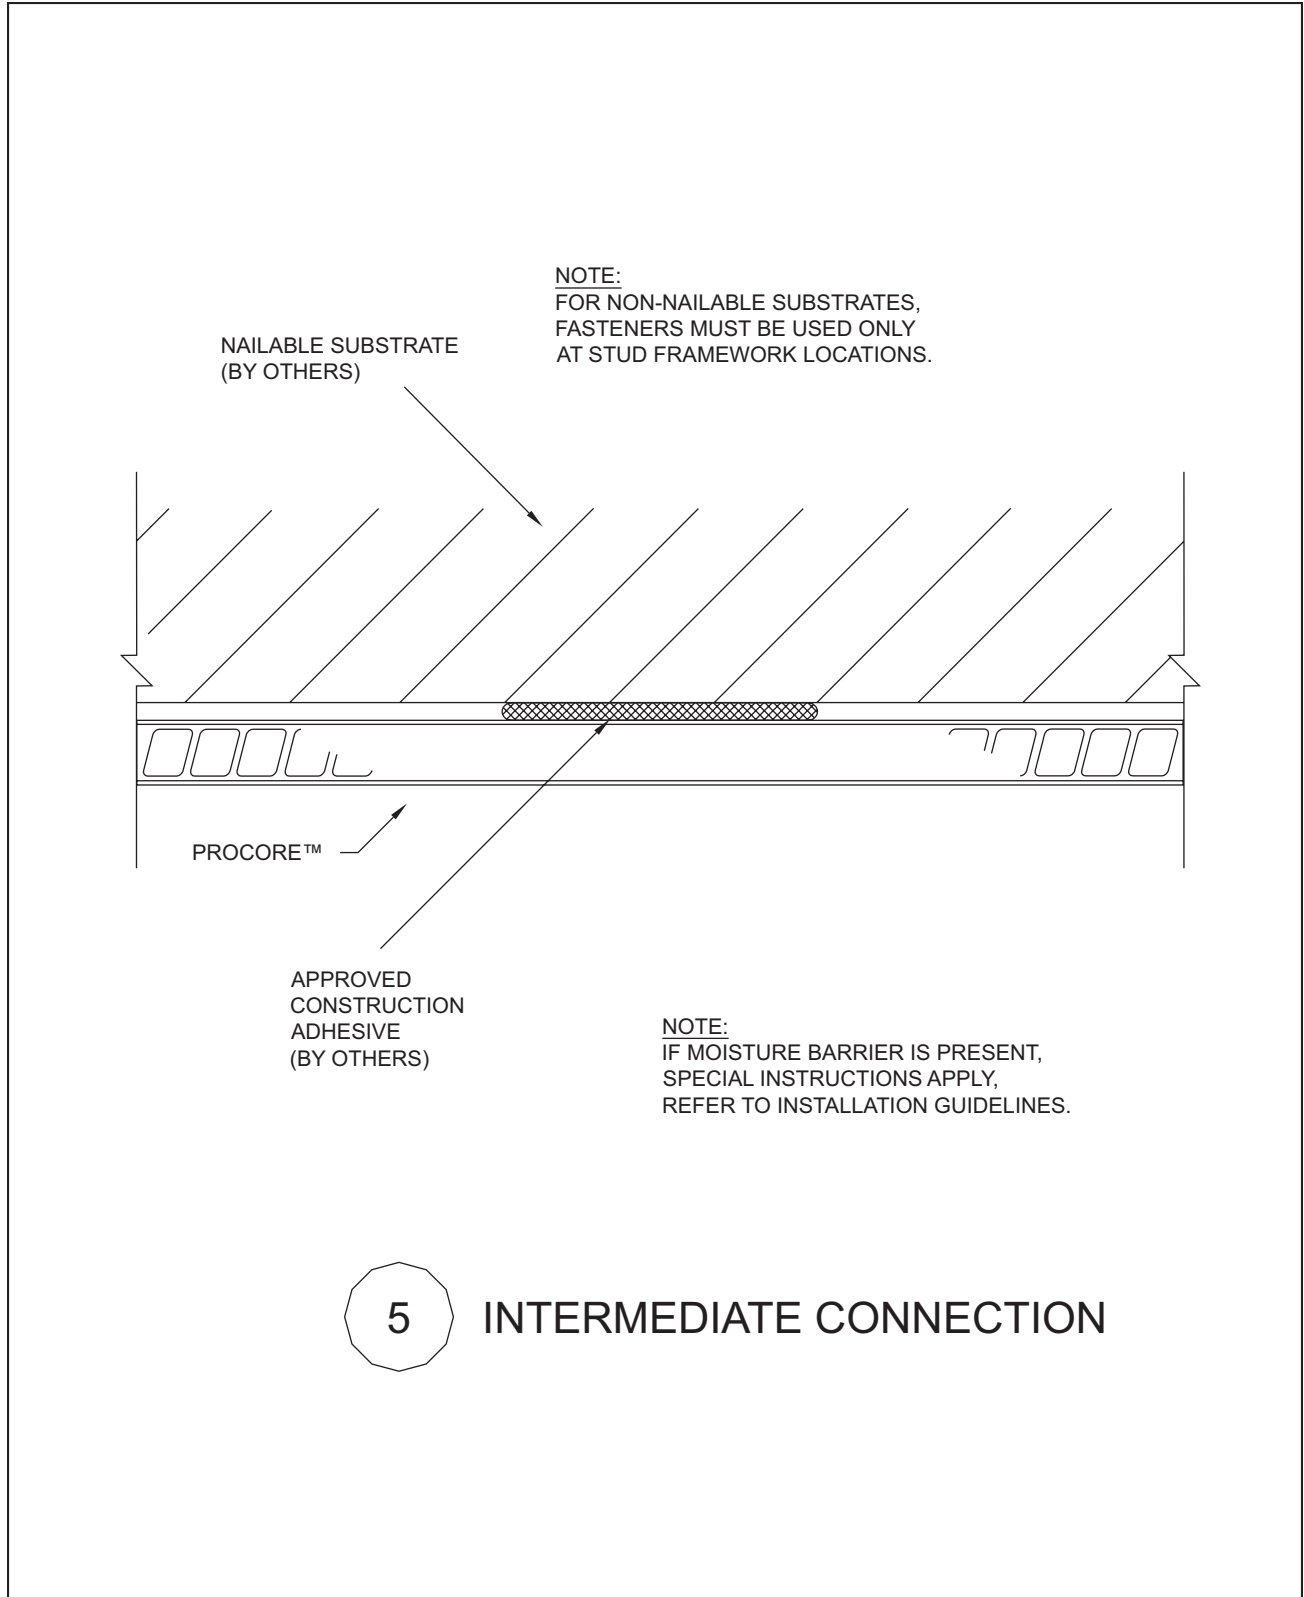 NOTE:
FOR NON-NAILABLE SUBSTRATES,
FASTENERS MUST BE USED ONLY
AT STUD FRAMEWORK LOCATIONS.
NAILABLE SUBSTRATE
(BY OTHERS)
PROCORE™
APPROVED
CONSTRUCTION
ADHESIVE
(BY OTHERS)
NOTE:
IF MOISTURE BARRIER IS PRESENT,
SPECIAL INSTRUCTIONS APPLY,
REFER TO INSTALLATION GUIDELINES.
5 INTERMEDIATE CONNECTION